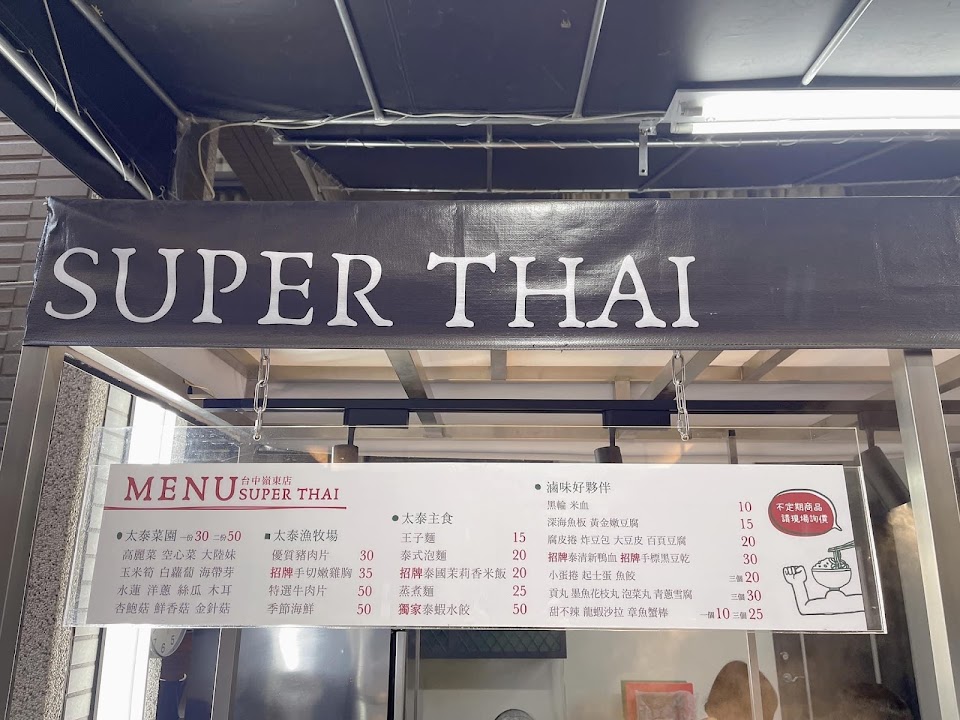 SUPER THAI
MENU 台中嶺東店
SUPER THAI
●太泰菜園 一份30 二份50
高麗菜 空心菜 大陸妹
玉米筍 白蘿蔔 海帶芽
水蓮 洋蔥 絲瓜 木耳
杏鮑菇 鮮香菇 金針菇
■太泰漁牧場
優質豬肉片 30
招牌手切嫩雞胸 35
特選牛肉片 50
季節海鮮 50
●太泰主食
王子麵 15
泰式泡麵 20
招牌泰國茉莉香米飯 20
蒸煮麵 25
獨家泰蝦水餃 50
●滷味好夥伴
黑輪 米血 10
深海魚板 黃金嫩豆腐 15
腐皮捲 炸豆包 大豆皮 百頁豆腐 20
招牌泰清新鴨血 招牌手標黑豆乾 30
小蛋捲 起士蛋 魚餃 三個20
貢丸 墨魚花枝丸 泡菜丸 青蔥雪腐 三個30
甜不辣 龍蝦沙拉 章魚蟹棒 一個10 三個25
不定期商品
請現場詢價